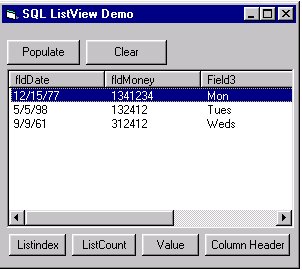 SQL ListView Demo
Populate Clear
fldDate fldMoney Field3
12/15/77 1341234 Mon
5/5/98 132412 Tues
9/9/61 312412 Weds
Listindex ListCount Value Column Header